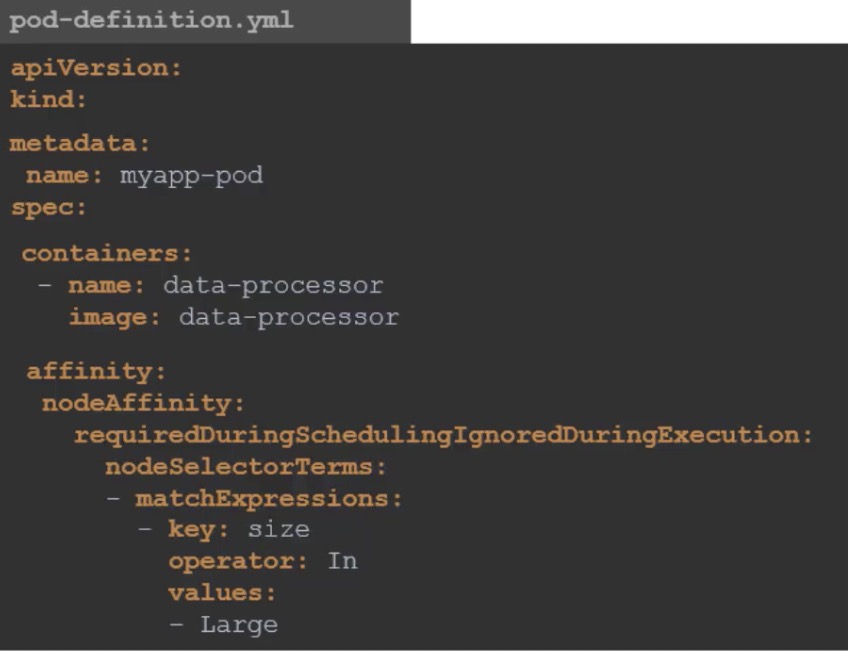 pod-definition.yml
apiVersion:
kind:
metadata:
name: myapp-pod
spec:
containers:
- name: data-processor
image: data-processor
affinity:
nodeAffinity:
requiredDuringSchedulingIgnoredDuringExecution:
nodeSelectorTerms:
- matchExpressions:
- key: size
operator: In
values:
- Large